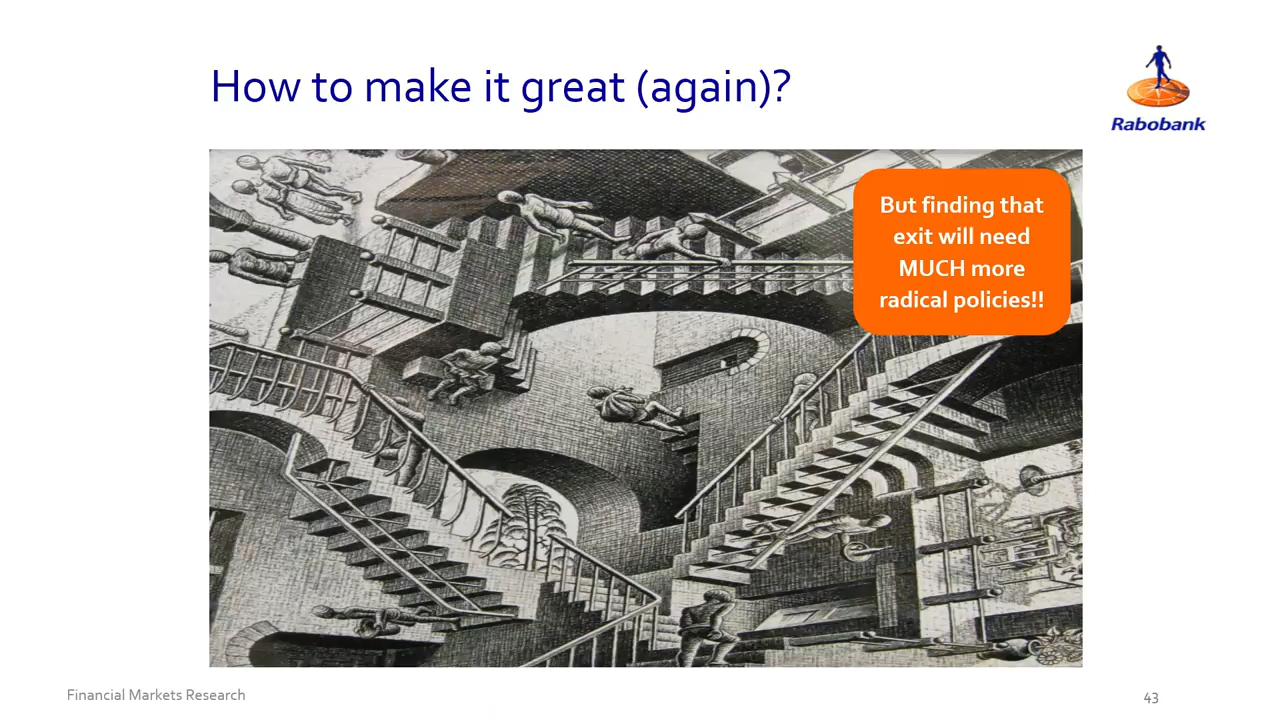 How to make it great (again)?
Rabobank
But finding that
exit will need
MUCH more
radical policies!!
Financial Markets Research
43